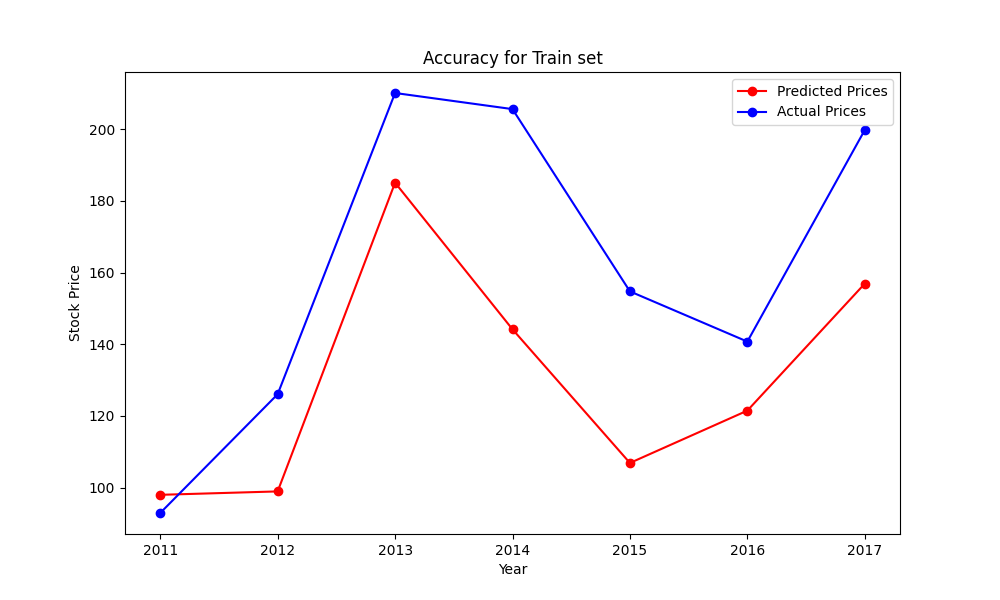 Accuracy for Train set
Predicted Prices
Actual Prices
Stock Price
200
180
160
140
120
100
2011 2012 2013 2014 2015 2016 2017
Year